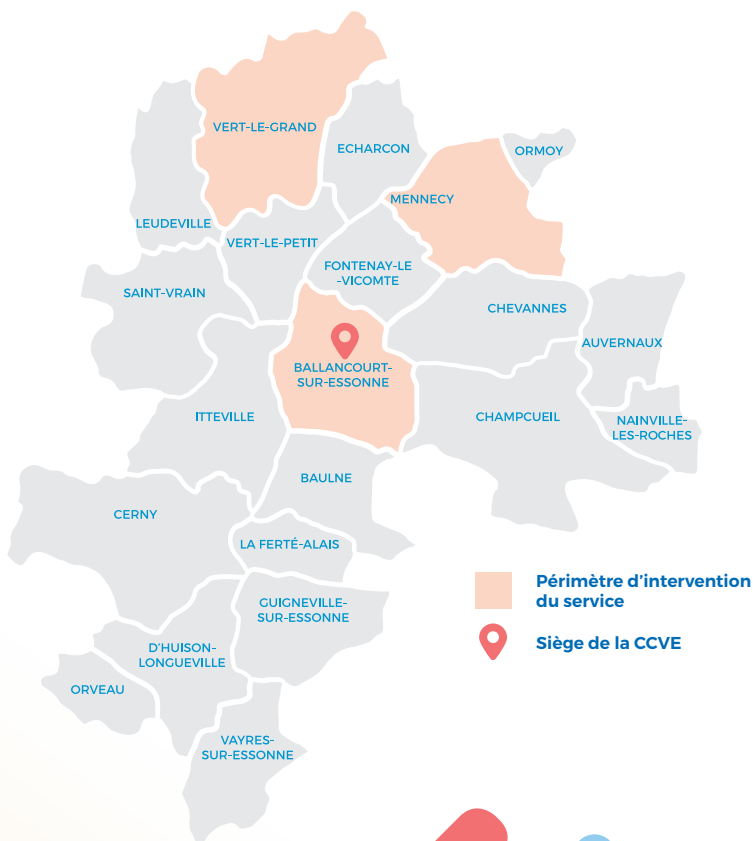 VERT-LE-GRAND
ECHARCON
ORMOY
MENNECY
LEUDEVILLE
VERT-LE-PETIT
FONTENAY-LE
-VICOMTE
SAINT-VRAIN
CHEVANNES
AUVERNAUX
BALLANCOURT-
SUR-ESSONNE
ITTEVILLE
CHAMPCUEIL
NAINVILLE-
LES-ROCHES
BAULNE
CERNY
LA FERTÉ-ALAIS
Périmètre d'intervention
du service
GUIGNEVILLE-
SUR-ESSONNE
Siège de la CCVE
D'HUISON-
LONGUEVILLE
ORVEAU
VAYRES-
SUR-ESSONNE